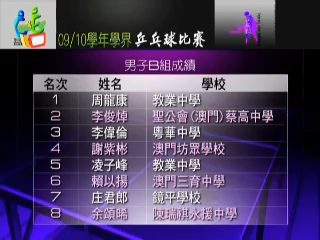 09/10學年學界乒乓球比賽
男子B組成績
名次 姓名 學校
1 周龍康 教業中學
2 李俊焯 聖公會(澳門)蔡高中學
3 李偉倫 粵華中學
4 謝紫彬 澳門坊眾學校
5 凌子峰 教業中學
6 賴以揚 澳門三育中學
7 庄君郎 鏡平學校
8 余頌晞 陳瑞祺永援中學